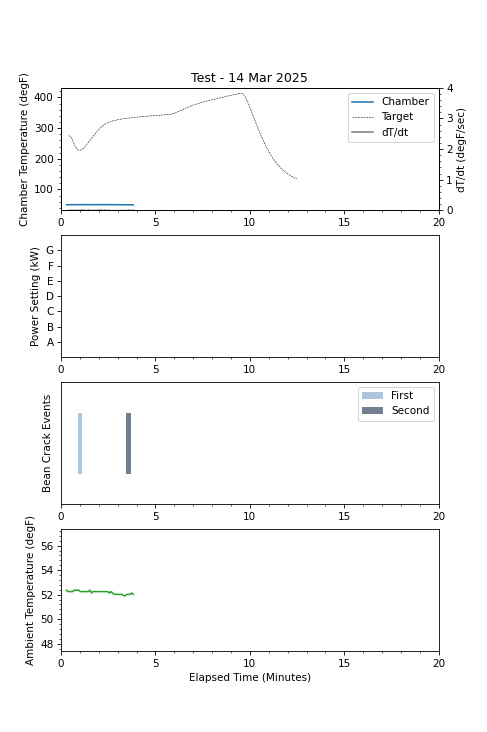 Test - 14 Mar 2025
Chamber Temperature (degF)
400
300
200
100
4
3
2
1
0
dT/dt (degF/sec)
Chamber
Target
dT/dt
0 5 10 15 20
Power Setting (kW)
G
F
E
D
C
B
A
0 5 10 15 20
Bean Crack Events
First
Second
0 5 10 15 20
Ambient Temperature (degF)
56
54
52
50
48
0 5 10 15 20
Elapsed Time (Minutes)